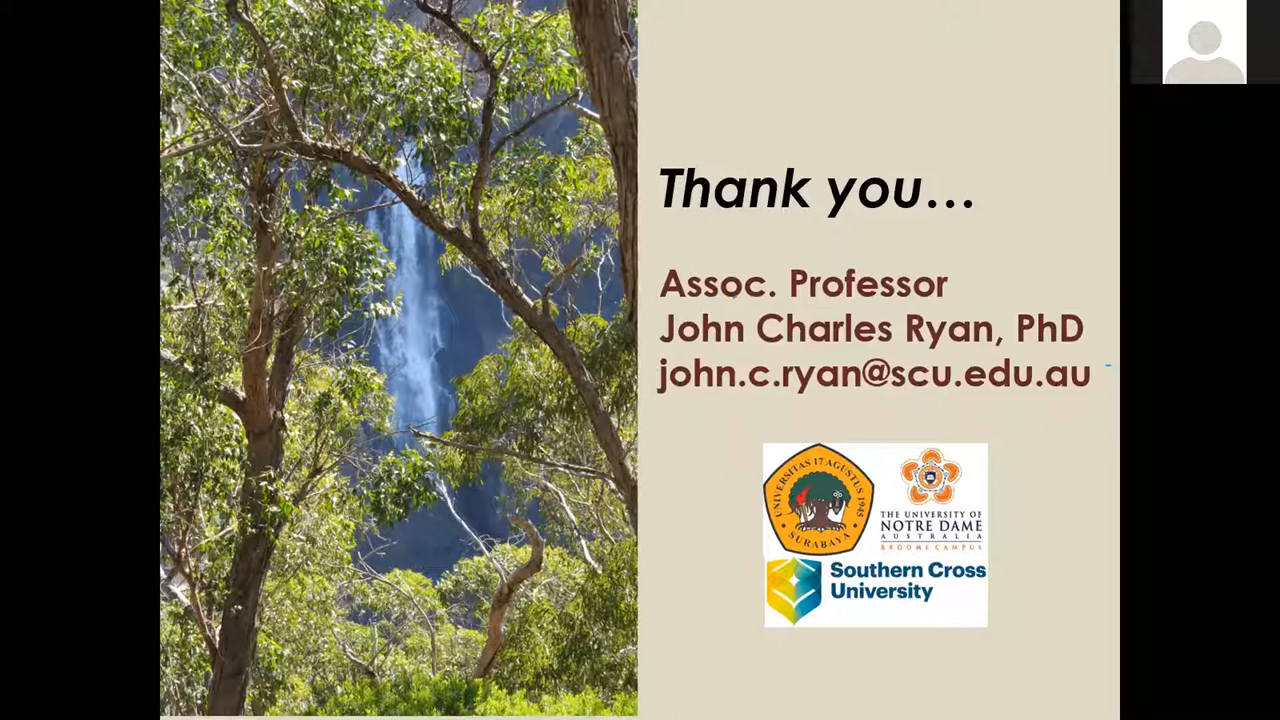 Thank you…
Assoc. Professor
John Charles Ryan, PhD
john.c.ryan@scu.edu.au
UNIVERSITAS 17 AGUSTUS 1945
SURABAYA
THE UNIVERSITY OF
NOTRE DAME
AUSTRALIA
BROOME CAMPUS
Southern Cross
University